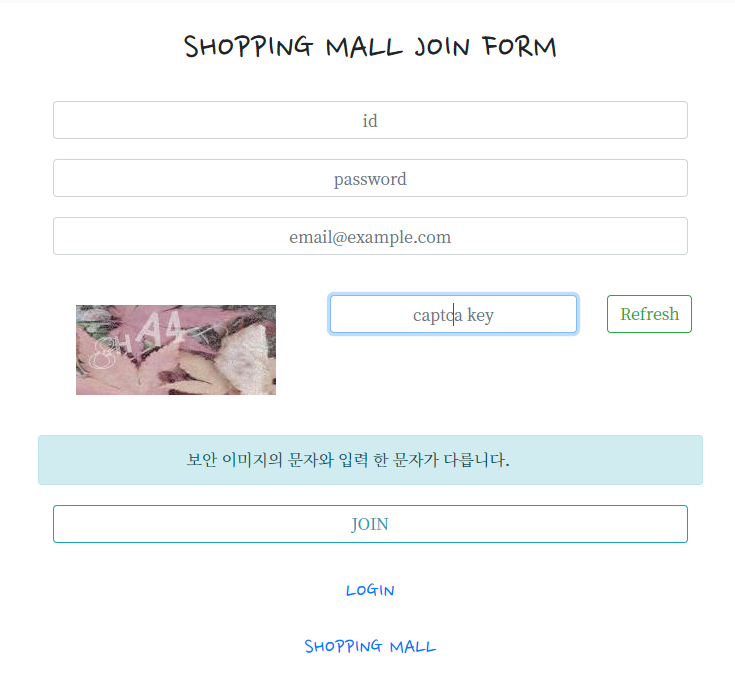 SHOPPING MALL JOIN FORM
id
password
email@example.com
captca key
Refresh
보안 이미지의 문자와 입력 한 문자가 다릅니다.
JOIN
LOGIN
SHOPPING MALL